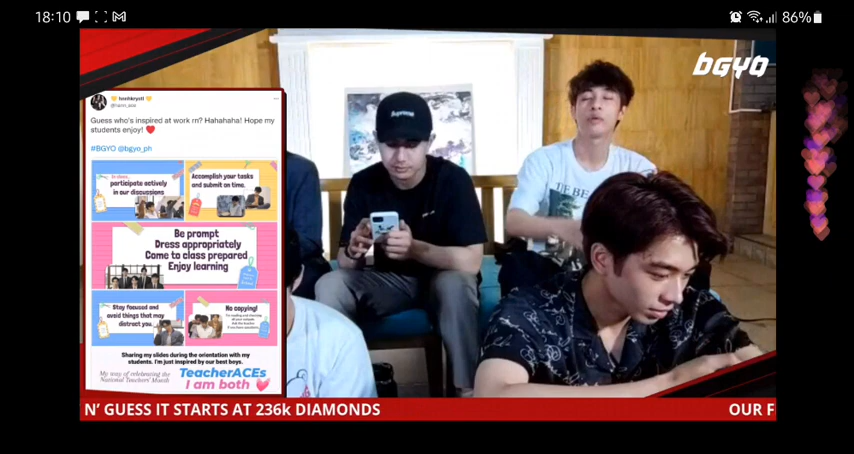 18:10
86%
BGYO
Guess who's inspired at work rn? Hahahaha! Hope my
students enjoy! ❤️
#BGYO @bgyo_ph
participate actively
in our discussions
Accomplish your tasks
and submit on time.
Be prompt
Dress appropriately
Come to class prepared
Enjoy learning
Stay focused and
avoid things that may
distract you.
No copying!
Sharing my slides during the orientation with my
students. I'm just inspired by our best boys.
My way of celebrating the
National Teachers' Month
TeacherACEs
I am both
Supreme
THE BE
N' GUESS IT STARTS AT 236k DIAMONDS
OUR F